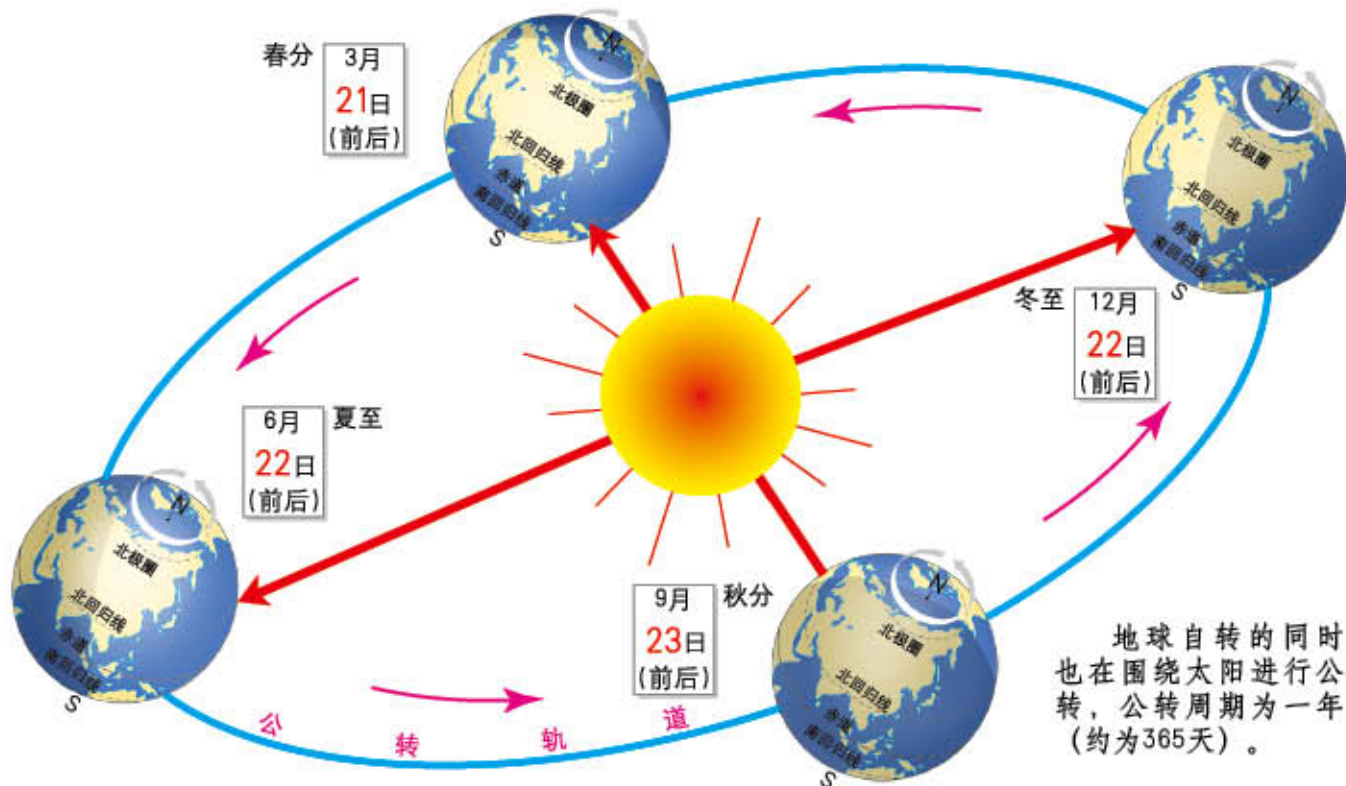 春分
3月
21日
(前后)
N
北极圈
北回归线
赤道
南回归线
S
N
北极圈
北回归线
赤道
南回归线
S
冬至
12月
22日
(前后)
6月
22日
(前后)
夏至
N
北极圈
北回归线
赤道
南回归线
S
9月
23日
(前后)
秋分
N
北极圈
北回归线
赤道
南回归线
S
公转轨道
地球自转的同时
也在围绕太阳进行公
转，公转周期为一年
(约为365天)。